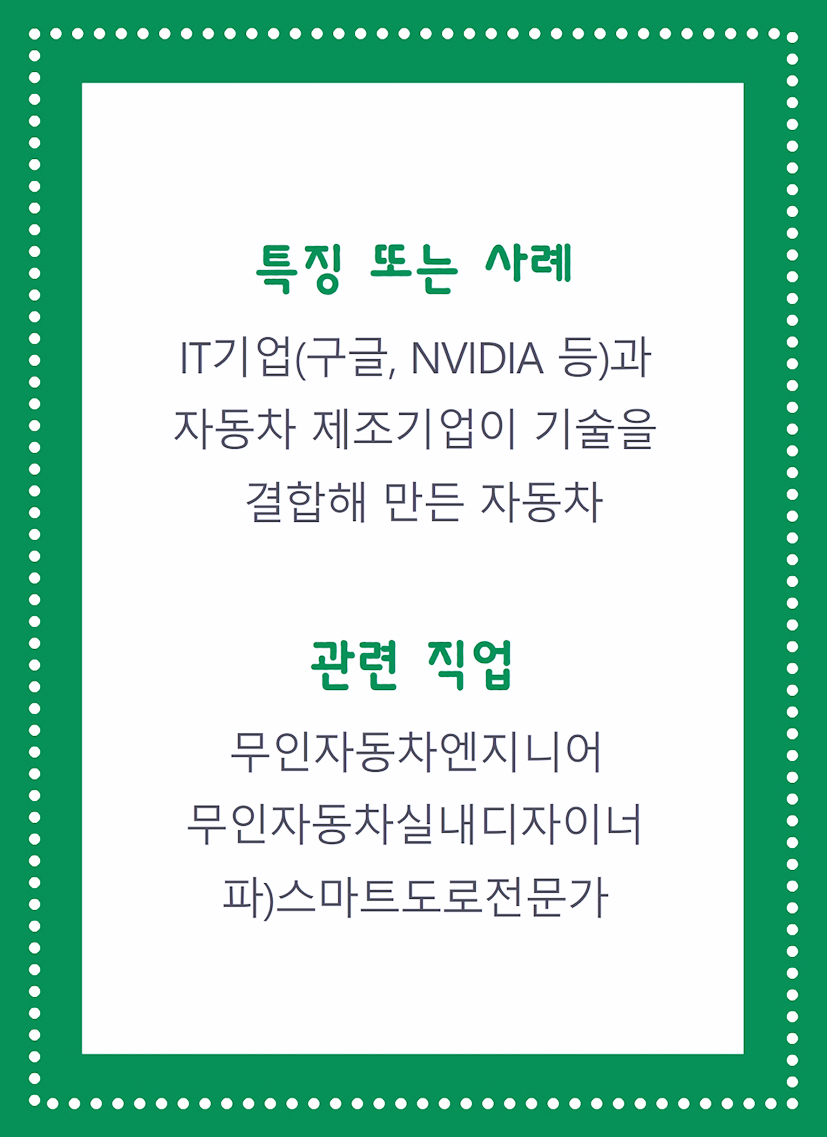 특징 또는 사례
IT기업(구글, NVIDIA 등)과
자동차 제조기업이 기술을
결합해 만든 자동차
관련 직업
무인자동차엔지니어
무인자동차실내디자이너
파)스마트도로전문가